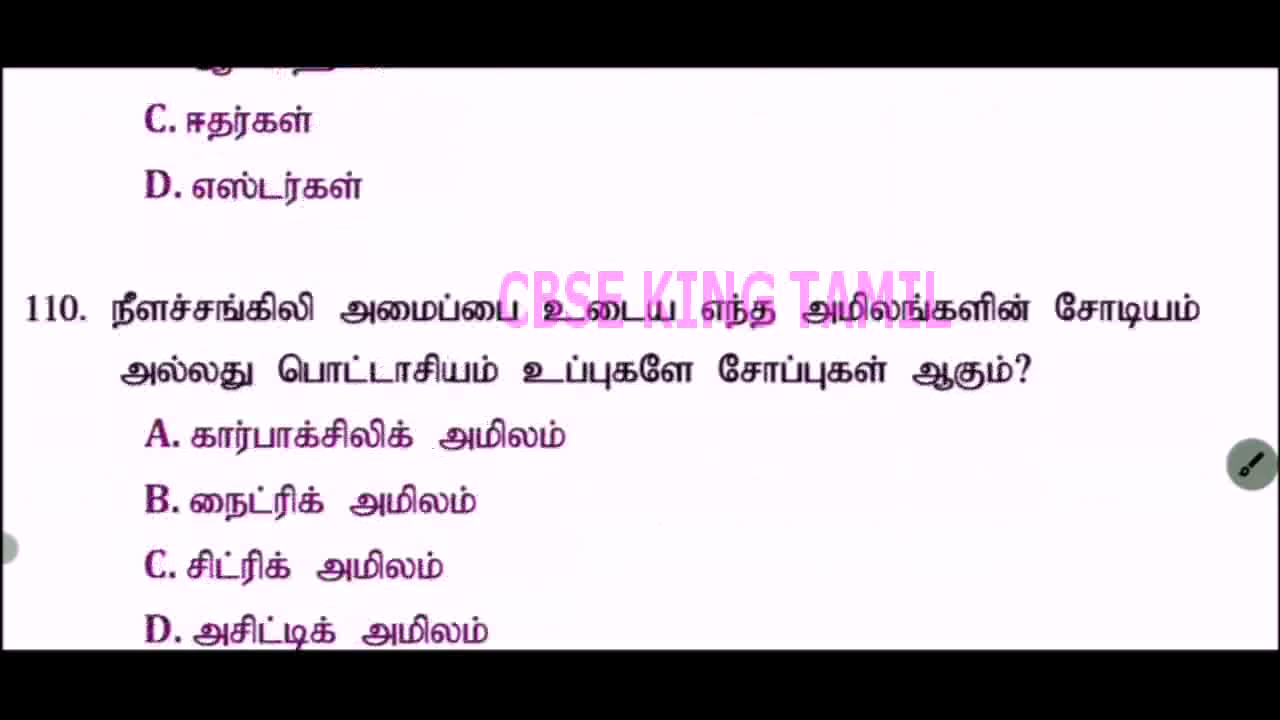 C. ஈதர்கள்
D. எஸ்டர்கள்
CBSE KING TAMIL
110. நீளச்சங்கிலி அமைப்பை உடைய எந்த அமிலங்களின் சோடியம்
அல்லது பொட்டாசியம் உப்புகளே சோப்புகள் ஆகும்?
A. கார்பாக்சிலிக் அமிலம்
B. நைட்ரிக் அமிலம்
C. சிட்ரிக் அமிலம்
D. அசிட்டிக் அமிலம்